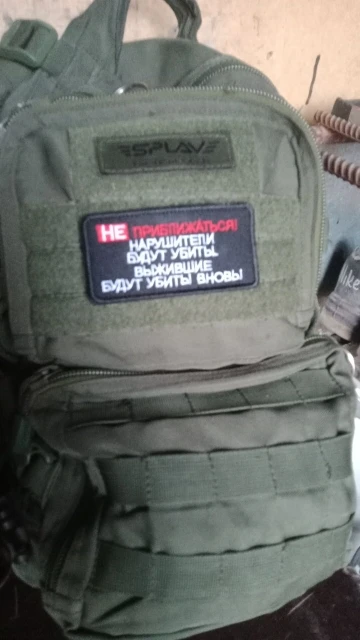 SPLAV
НЕ ПРИБЛИЖАТЬСЯ!
НАРУШИТЕЛИ
БУДУТ УБИТЫ.
ВЫЖИВШИЕ
БУДУТ УБИТЫ ВНОВЬ!